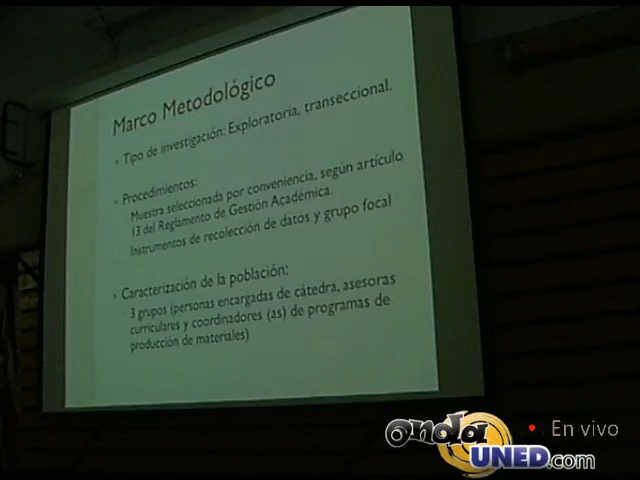 Marco Metodológico
Tipo de investigación: Exploratoria, transeccional.
Procedimientos:
Muestra seleccionada por conveniencia, según artículo
13 del Reglamento de Gestión Académica.
Instrumentos de recolección de datos y grupo focal
Caracterización de la población:
3 grupos (personas encargadas de cátedra, asesoras
curriculares y coordinadores (as) de programas de
producción de materiales)
onda
UNED.com
En vivo